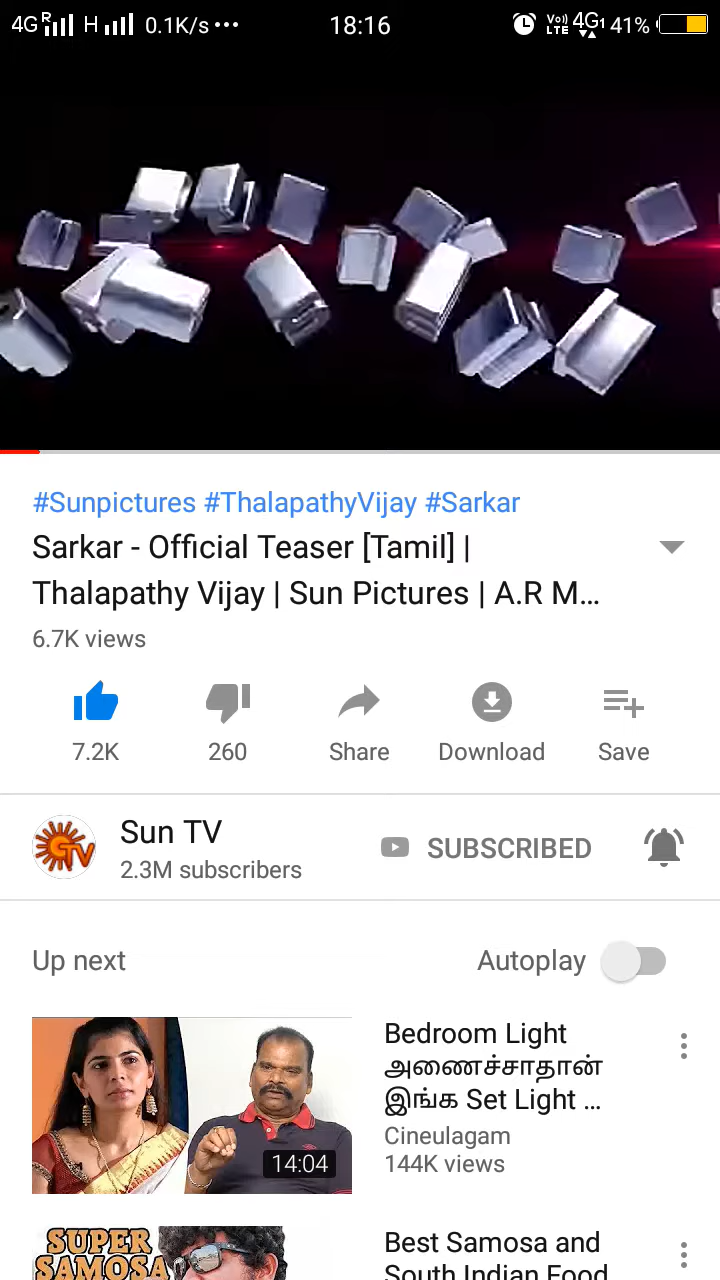 4G R H 0.1K/s ••• 18:16 Vo)) LTE 4G1 41%
#Sunpictures #ThalapathyVijay #Sarkar
Sarkar - Official Teaser [Tamil] |
Thalapathy Vijay | Sun Pictures | A.R M...
6.7K views
7.2K 260 Share Download Save
STV
Sun TV SUBSCRIBED
2.3M subscribers
Up next Autoplay
14:04
Bedroom Light
அணைச்சாதான்
இங்க Set Light ...
Cineulagam
144K views
SUPER
SAMOSA
Best Samosa and
South Indian Food